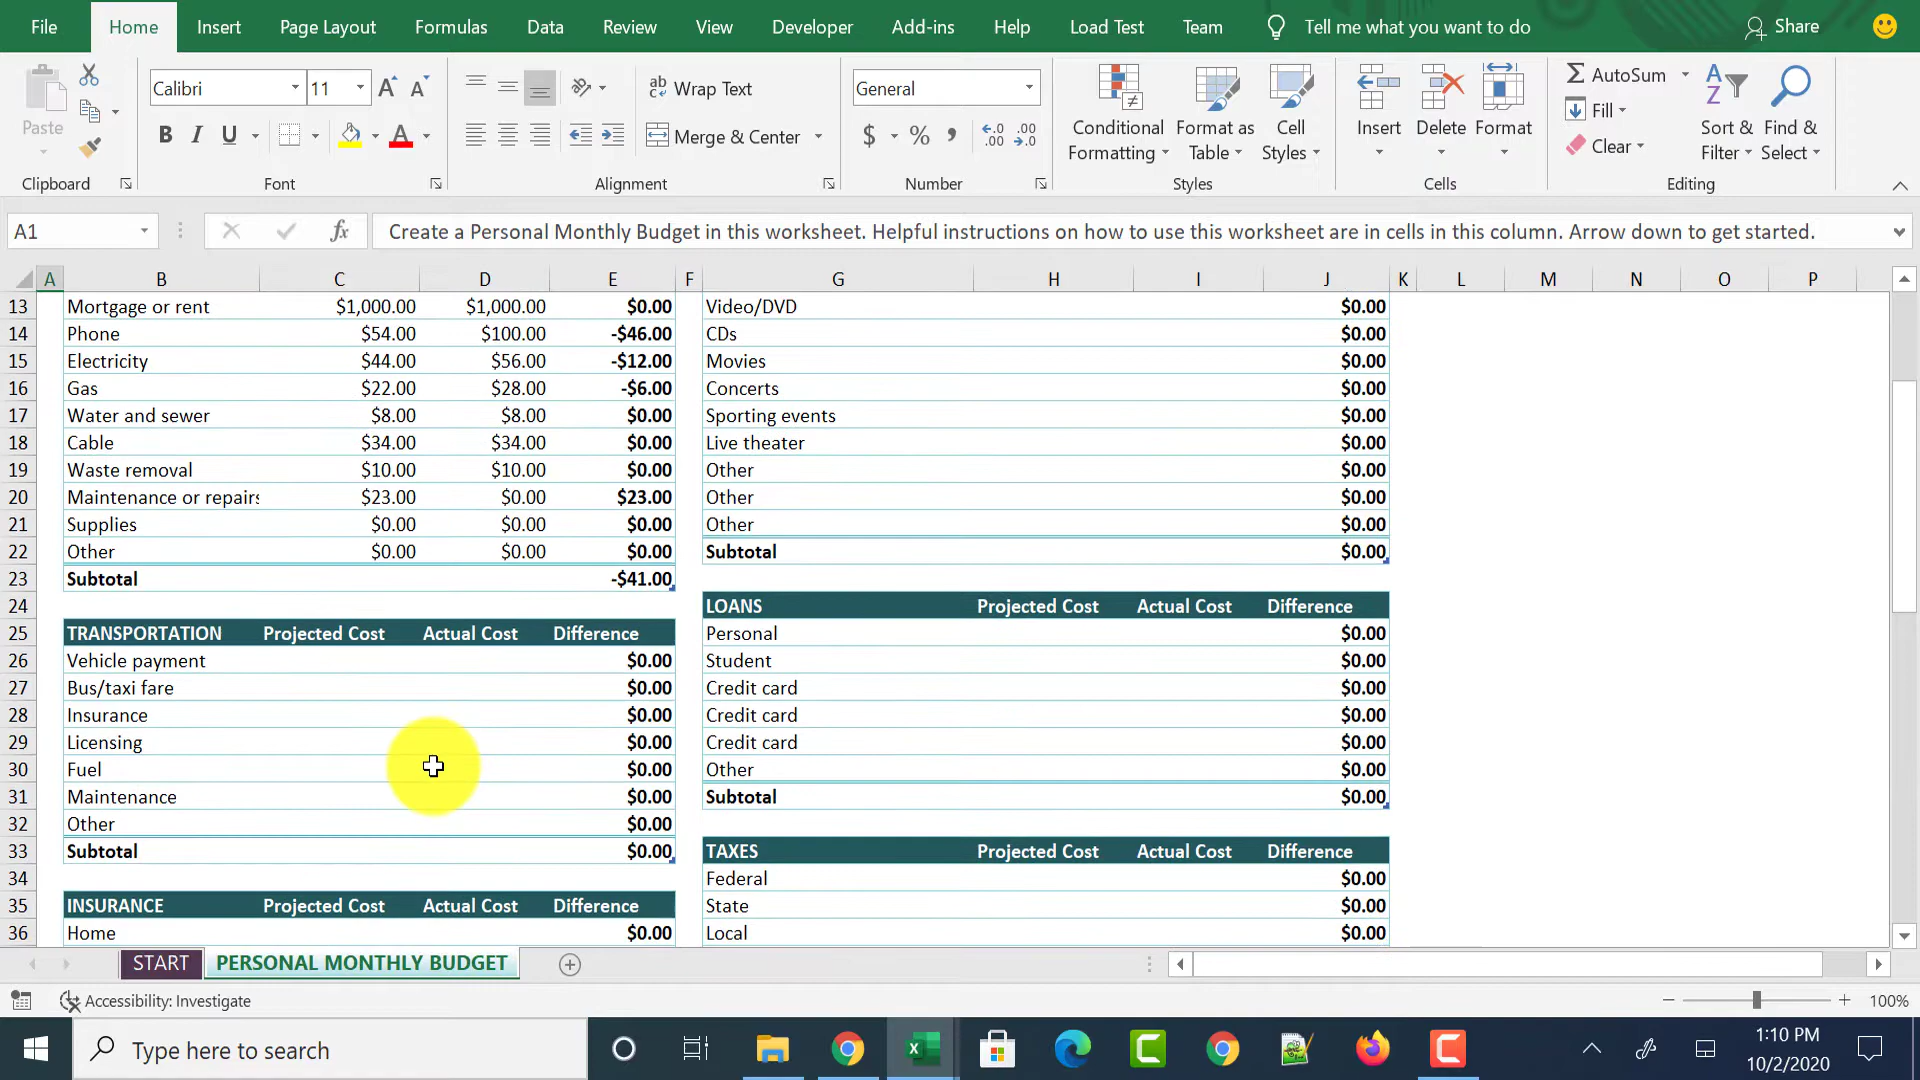 File Home Insert Page Layout Formulas Data Review View Developer Add-ins Help Load Test Team Tell me what you want to do Share
Calibri 11 Wrap Text General AutoSum
Paste B I U Merge & Center $ % Conditional Formatting Format as Table Cell Styles Insert Delete Format Fill Clear Sort & Filter Find & Select
Clipboard Font Alignment Number Styles Cells Editing
A1 fx Create a Personal Monthly Budget in this worksheet. Helpful instructions on how to use this worksheet are in cells in this column. Arrow down to get started.
A B C D E F G H I J K L M N O P
13 Mortgage or rent $1,000.00 $1,000.00 $0.00 Video/DVD $0.00
14 Phone $54.00 $100.00 -$46.00 CDs $0.00
15 Electricity $44.00 $56.00 -$12.00 Movies $0.00
16 Gas $22.00 $28.00 -$6.00 Concerts $0.00
17 Water and sewer $8.00 $8.00 $0.00 Sporting events $0.00
18 Cable $34.00 $34.00 $0.00 Live theater $0.00
19 Waste removal $10.00 $10.00 $0.00 Other $0.00
20 Maintenance or repairs $23.00 $0.00 $23.00 Other $0.00
21 Supplies $0.00 $0.00 $0.00 Other $0.00
22 Other $0.00 $0.00 $0.00 Subtotal $0.00
23 Subtotal -$41.00
24 LOANS Projected Cost Actual Cost Difference
25 TRANSPORTATION Projected Cost Actual Cost Difference Personal $0.00
26 Vehicle payment $0.00 Student $0.00
27 Bus/taxi fare $0.00 Credit card $0.00
28 Insurance $0.00 Credit card $0.00
29 Licensing $0.00 Credit card $0.00
30 Fuel $0.00 Other $0.00
31 Maintenance $0.00 Subtotal $0.00
32 Other $0.00
33 Subtotal $0.00 TAXES Projected Cost Actual Cost Difference
34 Federal $0.00
35 INSURANCE Projected Cost Actual Cost Difference State $0.00
36 Home $0.00 Local $0.00
START PERSONAL MONTHLY BUDGET
Accessibility: Investigate 100%
Type here to search 1:10 PM
10/2/2020